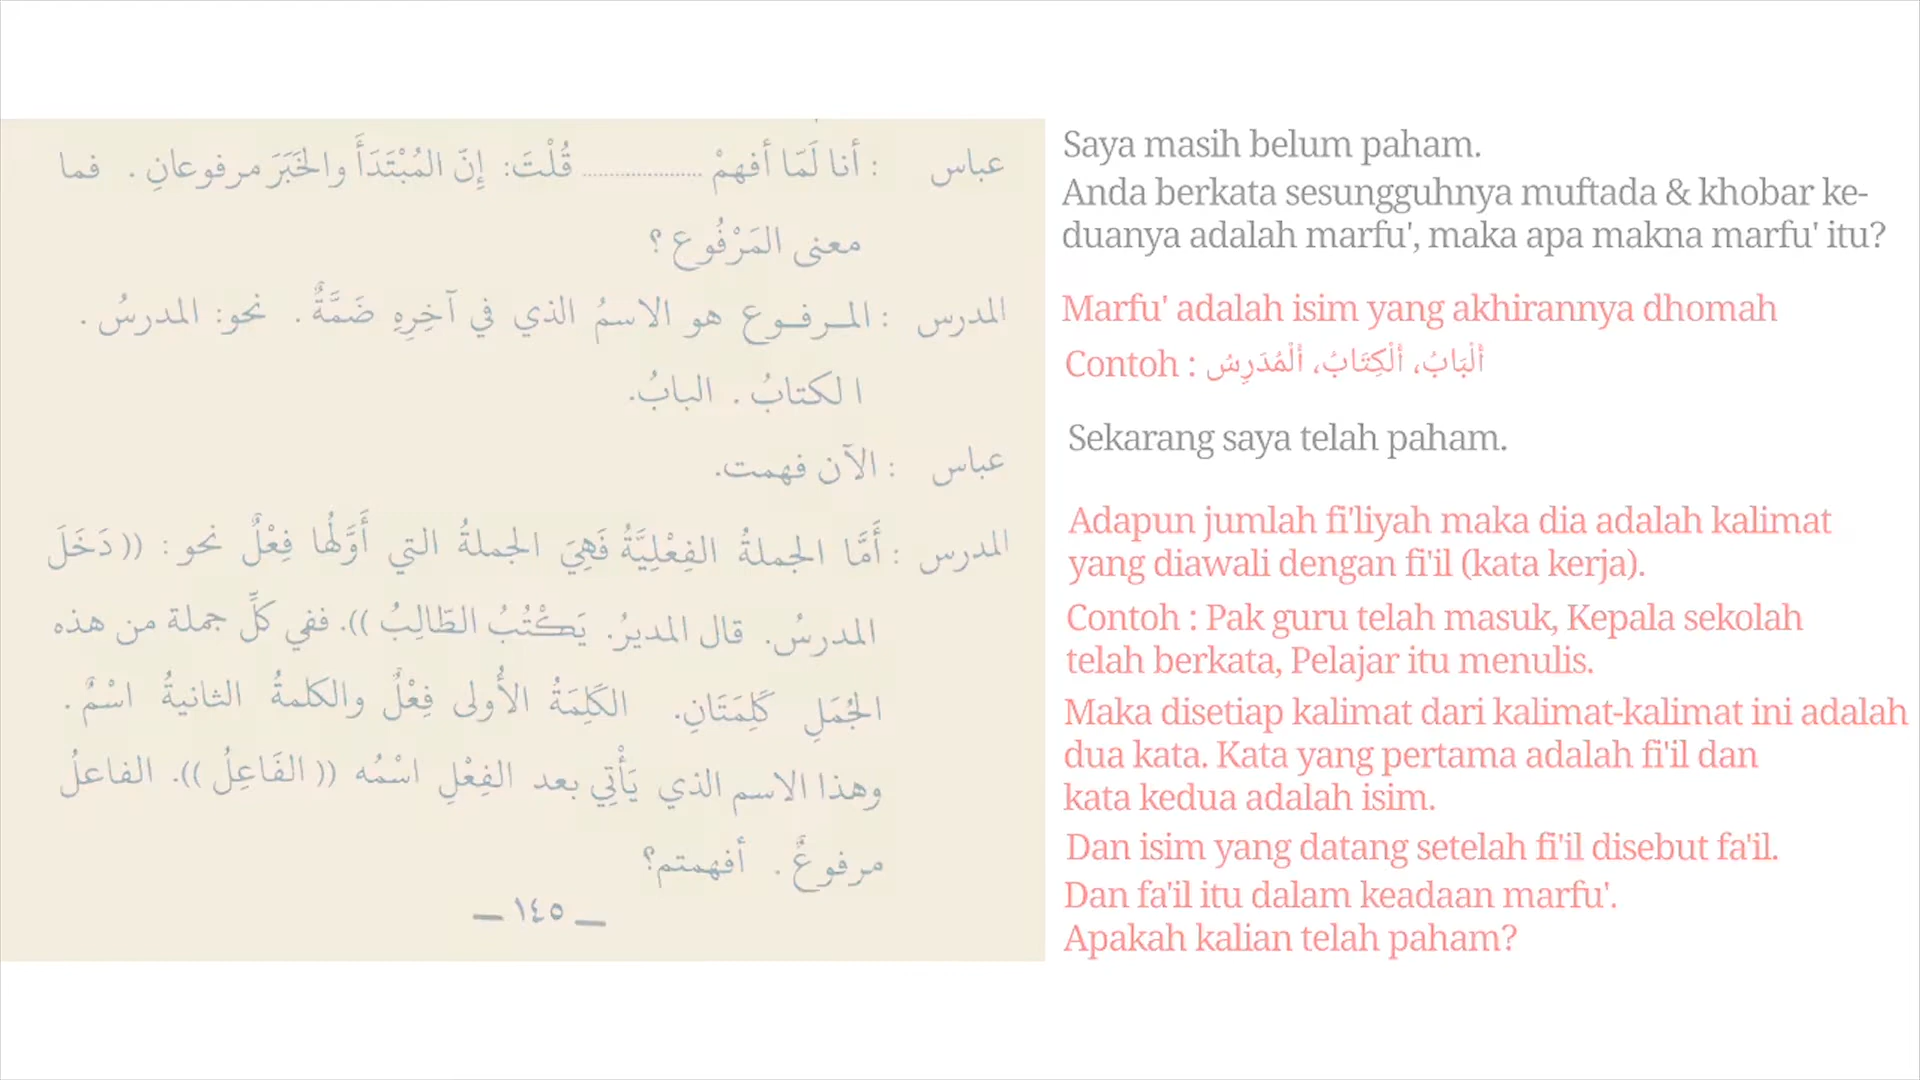 عباس : أنا لَمّا أفهمْ .................... قُلْتَ: إِنّ المُبْتَدَأَ والخَبَرَ مرفوعانِ . فما
معنى المَرْفُوع ؟
المدرس : المـرفـوع هو الاسمُ الذي في آخِرِهِ ضَمَّةٌ . نحو: المدرسُ .
ا لكتابُ . البابُ.
عباس : الآن فهمت.
المدرس : أَمَّا الجملةُ الفِعْلِيَّةُ فَهِيَ الجملةُ التي أَوَّلُها فِعْلٌ نحو : (( دَخَلَ
المدرسُ. قال المديرُ. يَكْتُبُ الطّالِبُ )). ففي كلِّ جملة من هذه
الجُمَلِ كَلِمَتَانِ. الكَلِمَةُ الأُولى فِعْلٌ والكلمةُ الثانيةُ اسْمٌ .
وهذا الاسم الذي يَأْتِي بعد الفِعْلِ اسْمُه (( الفَاعِلُ )). الفاعلُ
مرفوعٌ . أفهمتم؟
— ١٤٥ —
Saya masih belum paham.
Anda berkata sesungguhnya muftada & khobar ke-
duanya adalah marfu', maka apa makna marfu' itu?
Marfu' adalah isim yang akhirannya dhomah
Contoh : أَلْبَابُ، أَلْكِتَابُ، أَلْمُدَرِسُ
Sekarang saya telah paham.
Adapun jumlah fi'liyah maka dia adalah kalimat
yang diawali dengan fi'il (kata kerja).
Contoh : Pak guru telah masuk, Kepala sekolah
telah berkata, Pelajar itu menulis.
Maka disetiap kalimat dari kalimat-kalimat ini adalah
dua kata. Kata yang pertama adalah fi'il dan
kata kedua adalah isim.
Dan isim yang datang setelah fi'il disebut fa'il.
Dan fa'il itu dalam keadaan marfu'.
Apakah kalian telah paham?